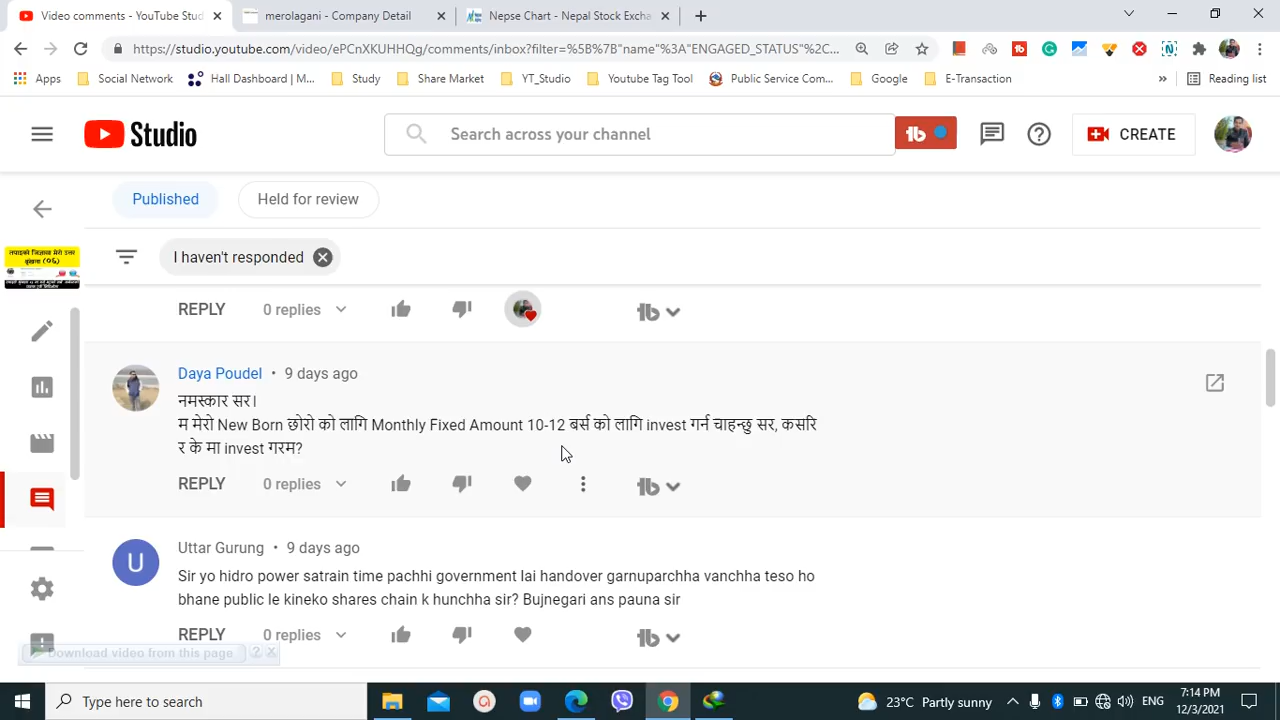 Video comments - YouTube Stud
merolagani - Company Detail
Nepse Chart - Nepal Stock Excha
https://studio.youtube.com/video/ePCnXKUHHQg/comments/inbox?filter=%5B%7B"name"%3A"ENGAGED_STATUS"%2C...
Apps
Social Network
Hall Dashboard | M...
Study
Share Market
YT_Studio
Youtube Tag Tool
Public Service Com...
Google
E-Transaction
»
Reading list
Studio
Search across your channel
CREATE
Published
Held for review
तपाइको जिज्ञासा मेरो उत्तर
I haven't responded
REPLY
0 replies
Daya Poudel • 9 days ago
नमस्कार सर।
म मेरो New Born छोरो को लागि Monthly Fixed Amount 10-12 बर्स को लागि invest गर्न चाहन्छु सर, कसरि
र के मा invest गरम?
REPLY
0 replies
U
Uttar Gurung • 9 days ago
Sir yo hidro power satrain time pachhi government lai handover garnuparchha vanchha teso ho
bhane public le kineko shares chain k hunchha sir? Bujnegari ans pauna sir
REPLY
0 replies
Download video from this page ? x
Type here to search
23°C Partly sunny
ENG
7:14 PM
12/3/2021